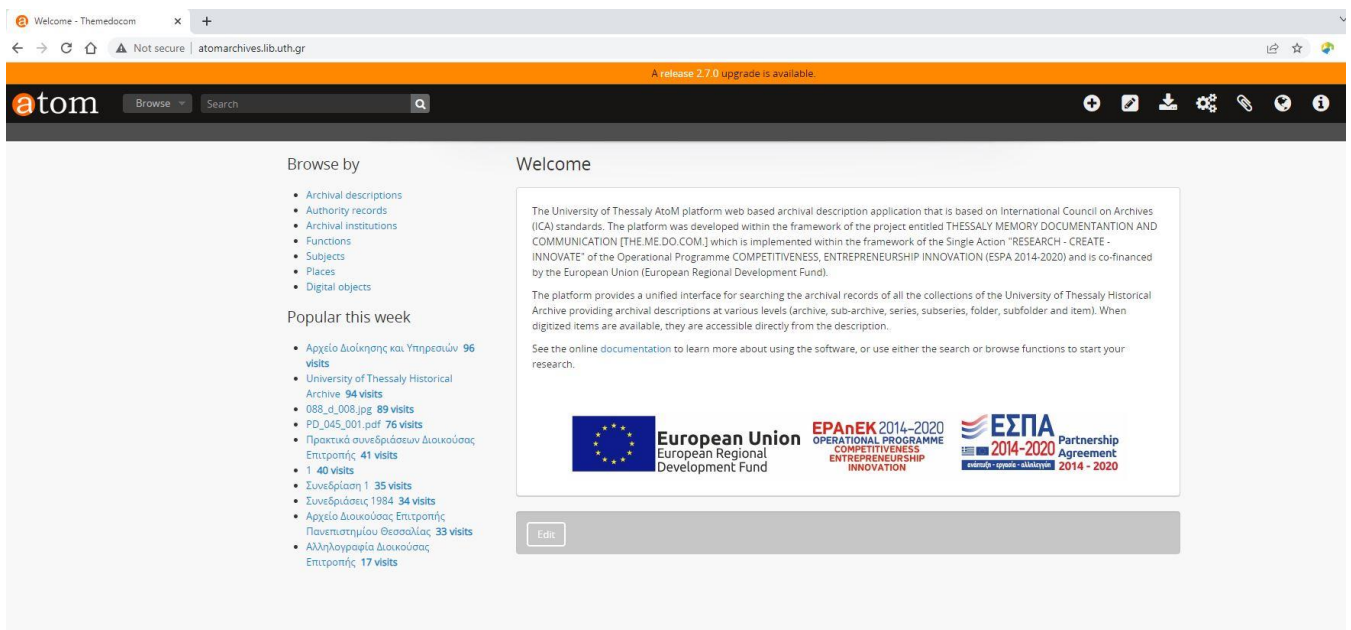 Welcome - Themedocom
Not secure | atomarchives.lib.uth.gr
A release 2.7.0 upgrade is available.
atom
Browse
Search
Browse by
Archival descriptions
Authority records
Archival institutions
Functions
Subjects
Places
Digital objects
Popular this week
Αρχείο Διοίκησης και Υπηρεσιών 96
visits
University of Thessaly Historical
Archive 94 visits
088_d_008.jpg 89 visits
PD_045_001.pdf 76 visits
Πρακτικά συνεδριάσεων Διοικούσας
Επιτροπής 41 visits
1 40 visits
Συνεδρίαση 1 35 visits
Συνεδριάσεις 1984 34 visits
Αρχείο Διοικούσας Επιτροπής
Πανεπιστημίου Θεσσαλίας 33 visits
Αλληλογραφία Διοικούσας
Επιτροπής 17 visits
Welcome
The University of Thessaly AtoM platform web based archival description application that is based on International Council on Archives
(ICA) standards. The platform was developed within the framework of the project entitled THESSALY MEMORY DOCUMENTANTION AND
COMMUNICATION [THE.ME.DO.COM.] which is implemented within the framework of the Single Action "RESEARCH - CREATE -
INNOVATE" of the Operational Programme COMPETITIVENESS, ENTREPRENEURSHIP INNOVATION (ESPA 2014-2020) and is co-financed
by the European Union (European Regional Development Fund).
The platform provides a unified interface for searching the archival records of all the collections of the University of Thessaly Historical
Archive providing archival descriptions at various levels (archive, sub-archive, series, subseries, folder, subfolder and item). When
digitized items are available, they are accessible directly from the description.
See the online documentation to learn more about using the software, or use either the search or browse functions to start your
research.
European Union
European Regional
Development Fund
EPAnEK 2014-2020
OPERATIONAL PROGRAMME
COMPETITIVENESS
ENTREPRENEURSHIP
INNOVATION
ΕΣΠΑ
2014-2020
ανάπτυξη - εργασία - αλληλεγγύη
Partnership
Agreement
2014 - 2020
Edit